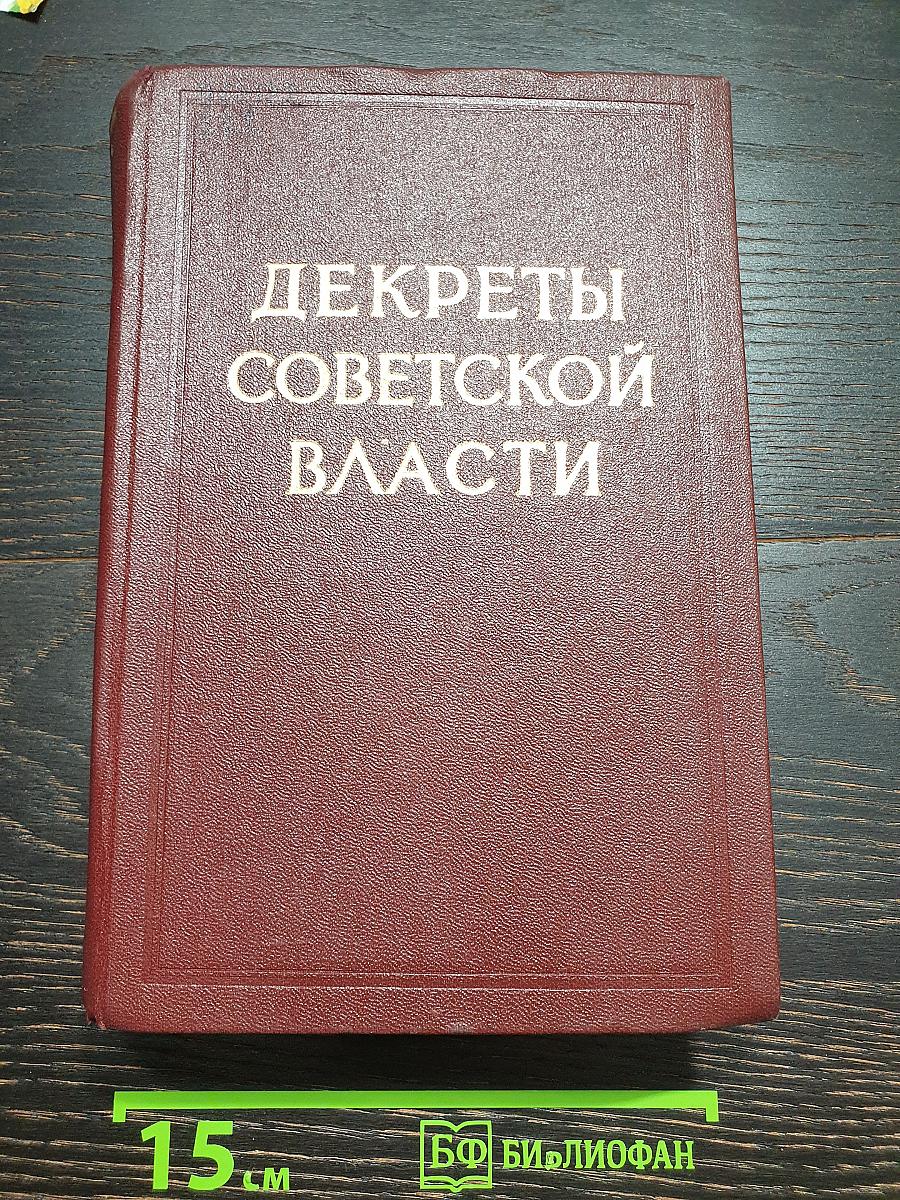 ДЕКРЕТЫ
СОВЕТСКОЙ
ВЛАСТИ
15 см
БФ БИБЛИОФАН